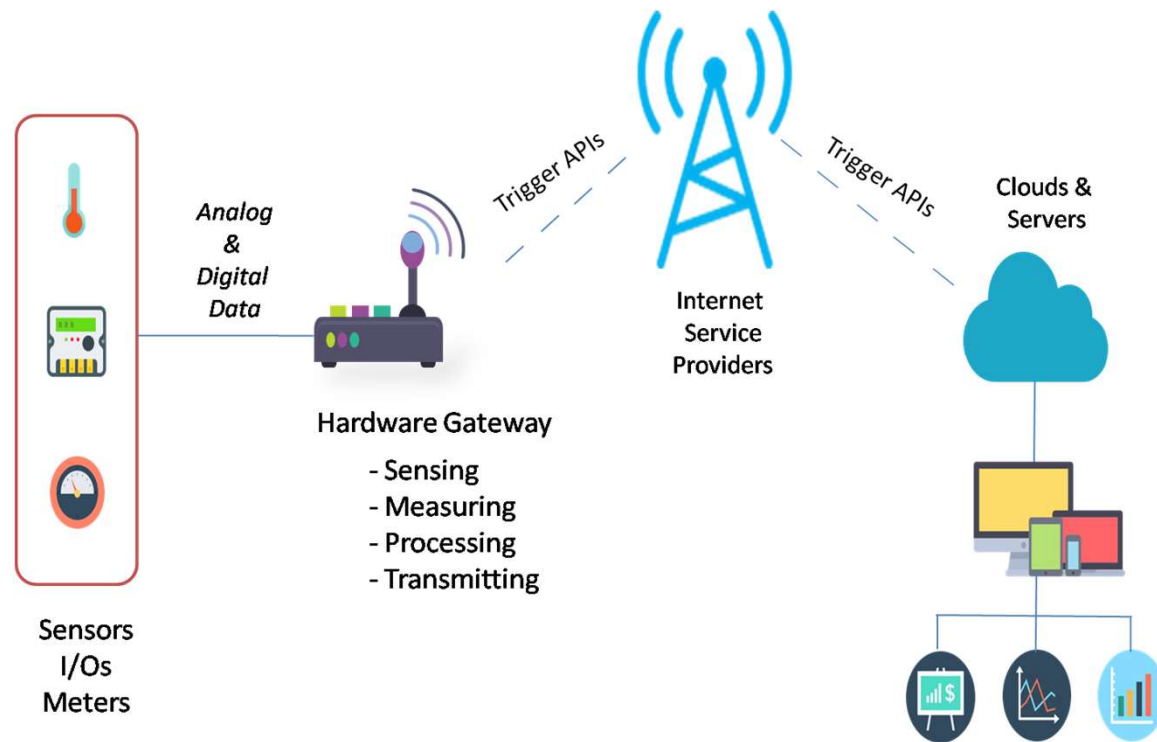 Analog
&
Digital
Data
Trigger APIs
Trigger APIs
Clouds &
Servers
Internet
Service
Providers
Hardware Gateway
- Sensing
- Measuring
- Processing
- Transmitting
Sensors
I/Os
Meters
$